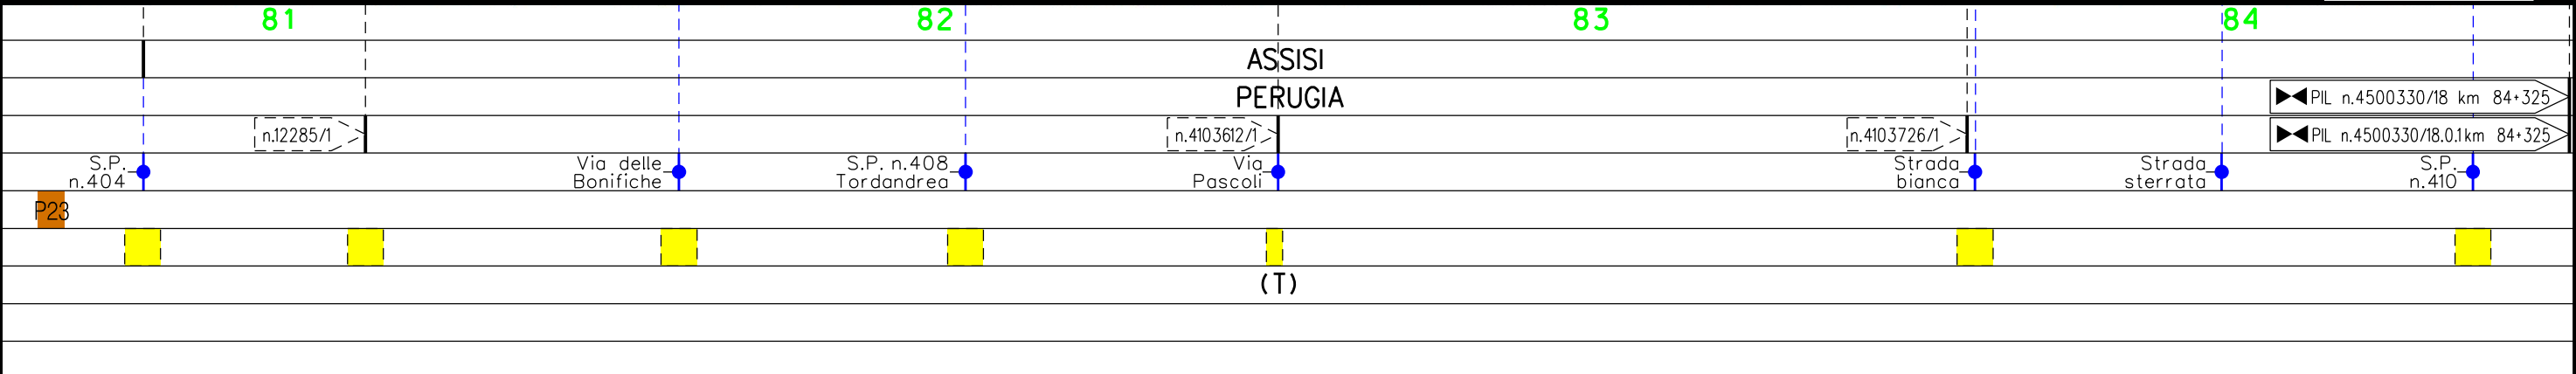 81 82 83 84
ASSISI
PERUGIA
PIL n.4500330/18 km 84+325
n.12285/1
n.4103612/1
n.4103726/1
PIL n.4500330/18.0.1km 84+325
S.P.
n.404
Via delle
Bonifiche
S.P. n.408
Tordandrea
Via
Pascoli
Strada
bianca
Strada
sterrata
S.P.
n.410
P23
(T)